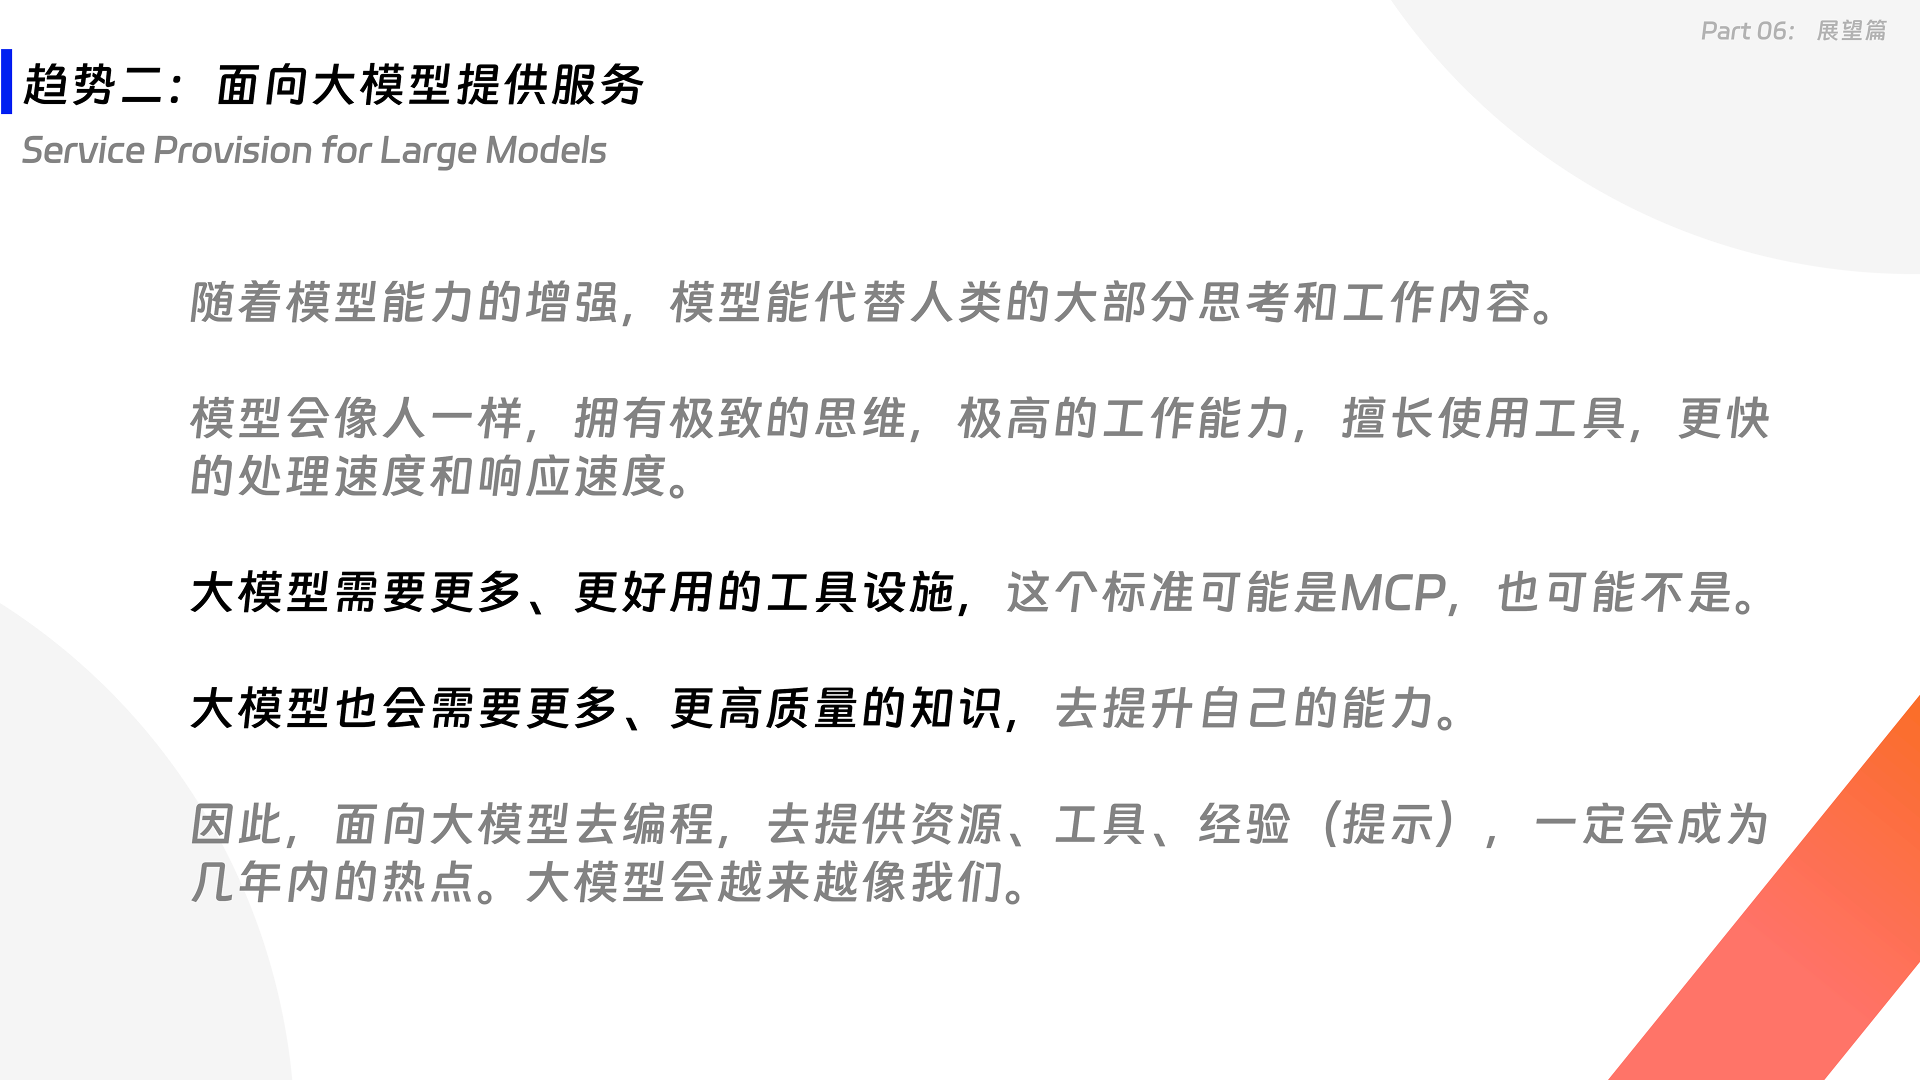 Part 06： 展望篇
趋势二：面向大模型提供服务
Service Provision for Large Models
随着模型能力的增强，模型能代替人类的大部分思考和工作内容。
模型会像人一样，拥有极致的思维，极高的工作能力，擅长使用工具，更快
的处理速度和响应速度。
大模型需要更多、更好用的工具设施，这个标准可能是MCP，也可能不是。
大模型也会需要更多、更高质量的知识，去提升自己的能力。
因此，面向大模型去编程，去提供资源、工具、经验（提示），一定会成为
几年内的热点。大模型会越来越像我们。